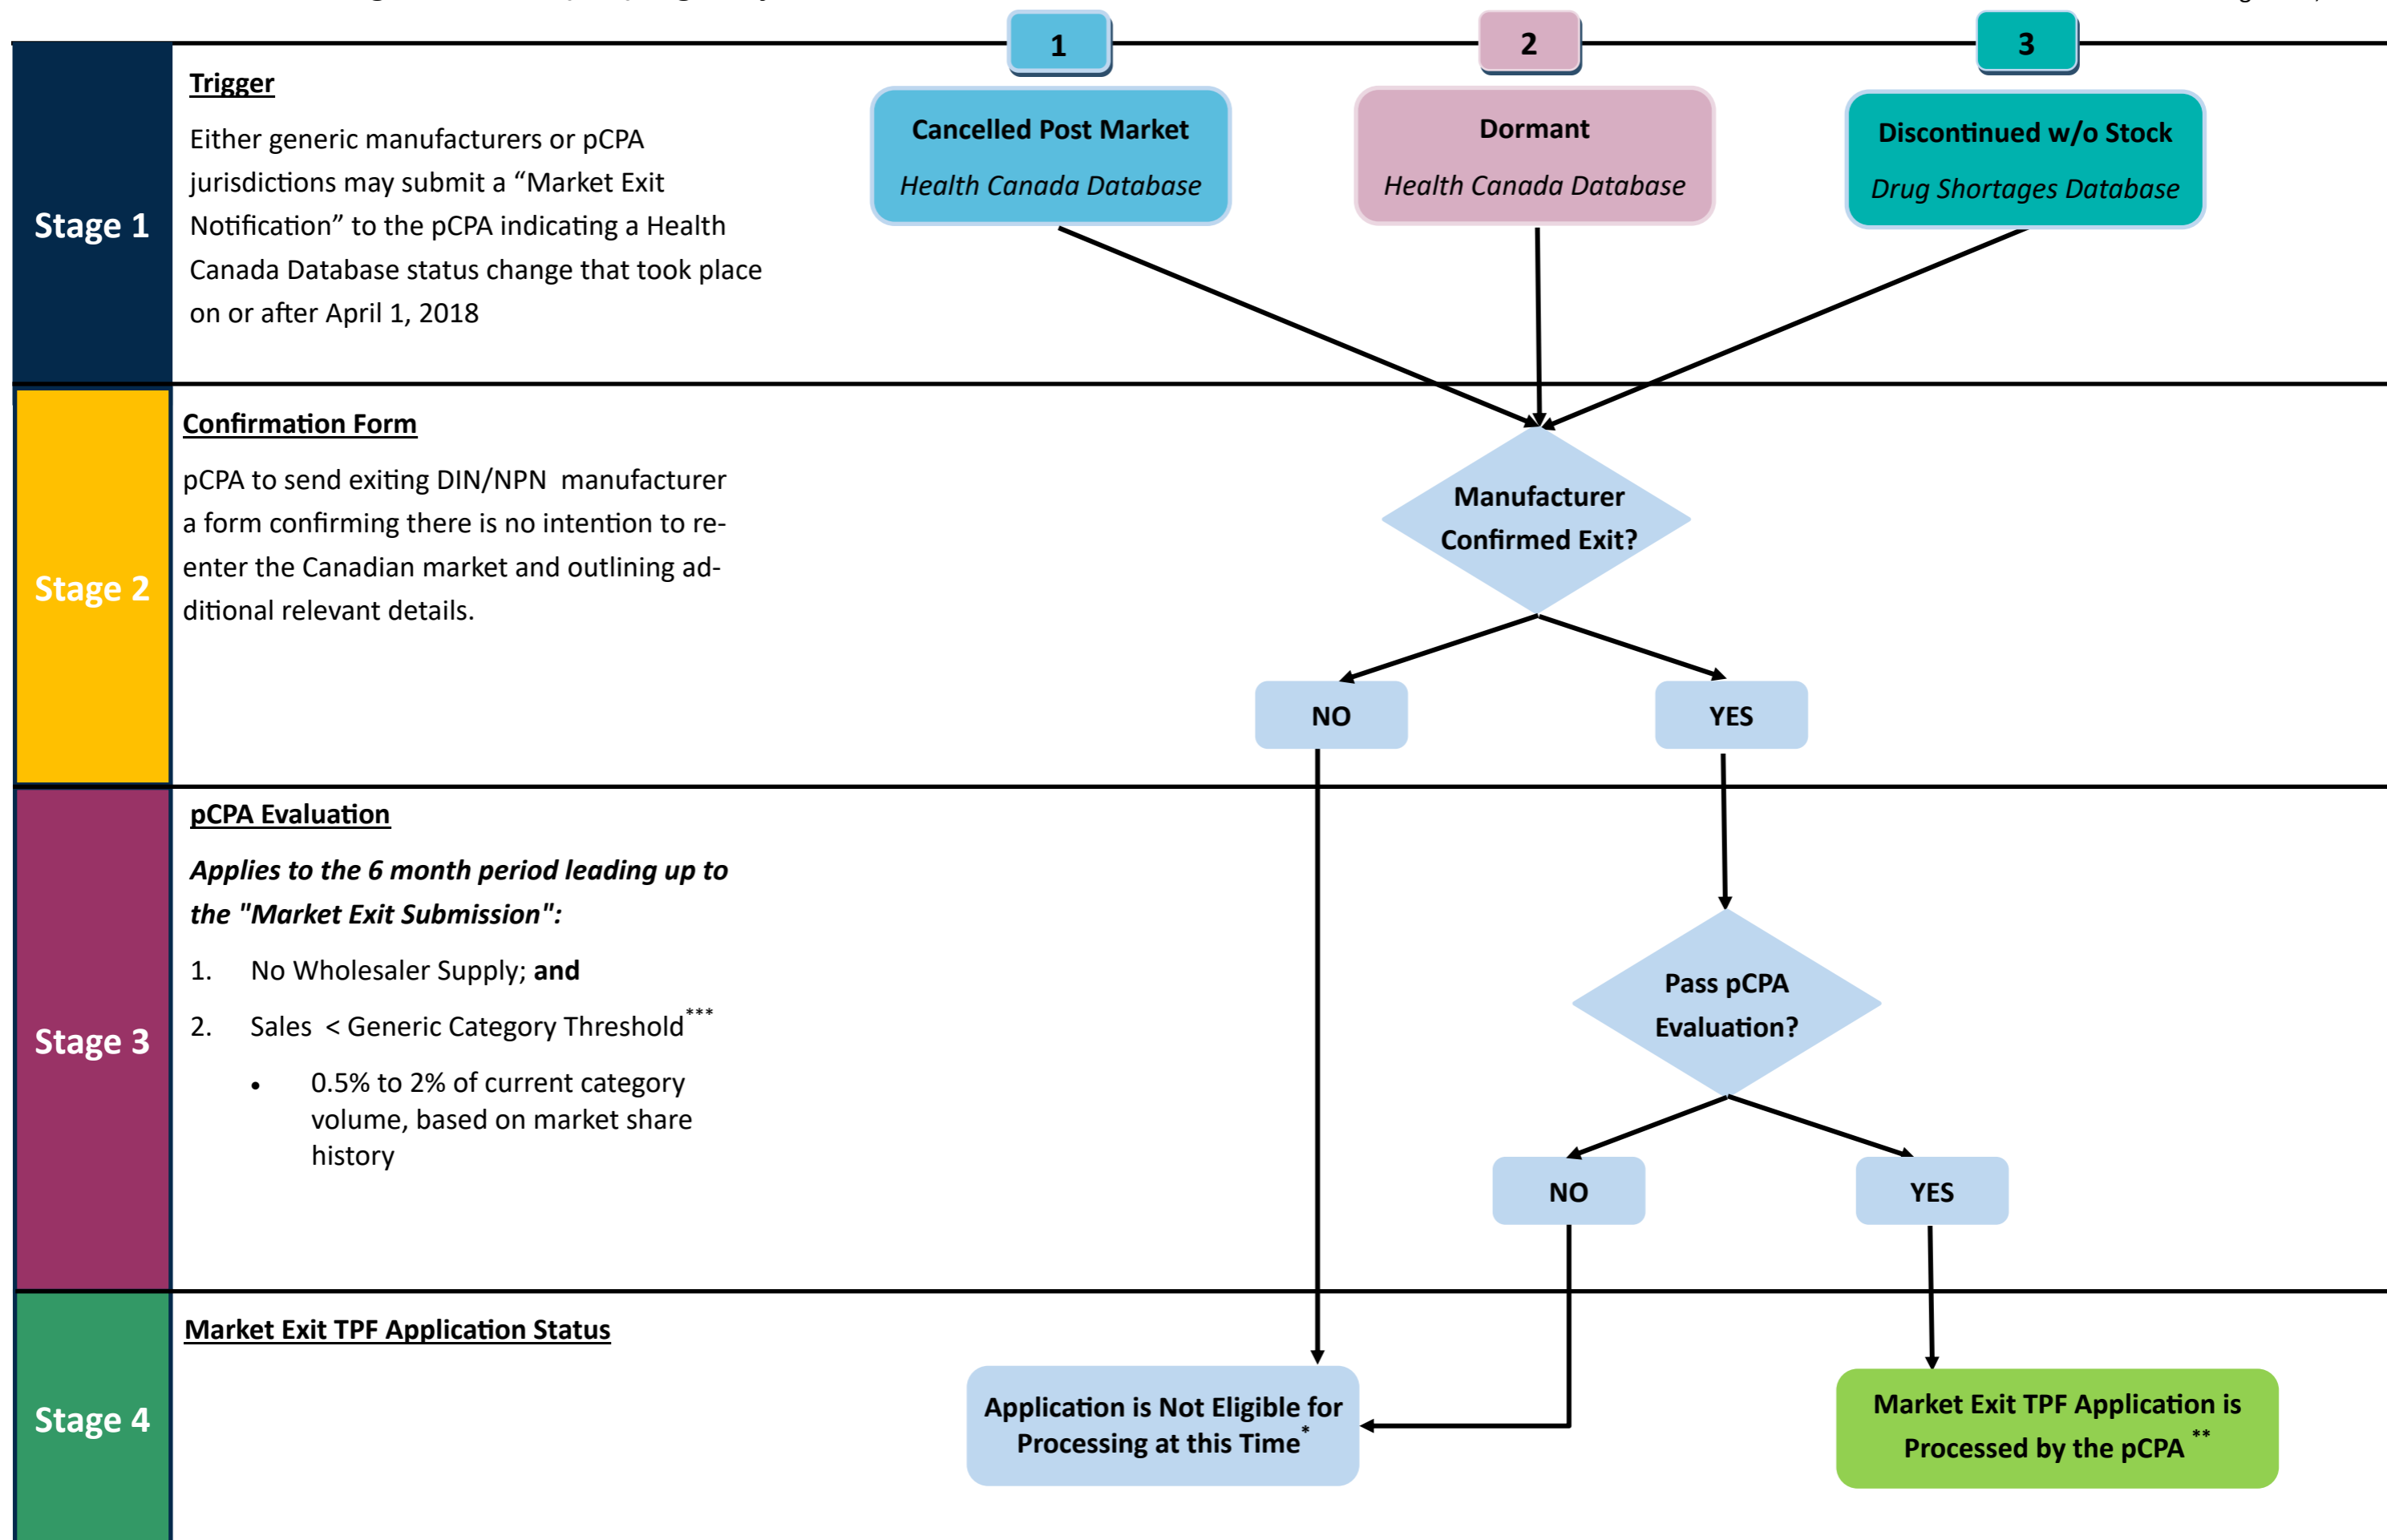 1
2
3
Stage 1
Trigger
Either generic manufacturers or pCPA
jurisdictions may submit a “Market Exit
Notification” to the pCPA indicating a Health
Canada Database status change that took place
on or after April 1, 2018
Cancelled Post Market
Health Canada Database
Dormant
Health Canada Database
Discontinued w/o Stock
Drug Shortages Database
Stage 2
Confirmation Form
pCPA to send exiting DIN/NPN manufacturer
a form confirming there is no intention to re-
enter the Canadian market and outlining ad-
ditional relevant details.
Manufacturer
Confirmed Exit?
NO
YES
Stage 3
pCPA Evaluation
Applies to the 6 month period leading up to
the "Market Exit Submission":
1. No Wholesaler Supply; and
2. Sales < Generic Category Threshold***
• 0.5% to 2% of current category
volume, based on market share
history
Pass pCPA
Evaluation?
NO
YES
Stage 4
Market Exit TPF Application Status
Application is Not Eligible for
Processing at this Time*
Market Exit TPF Application is
Processed by the pCPA **